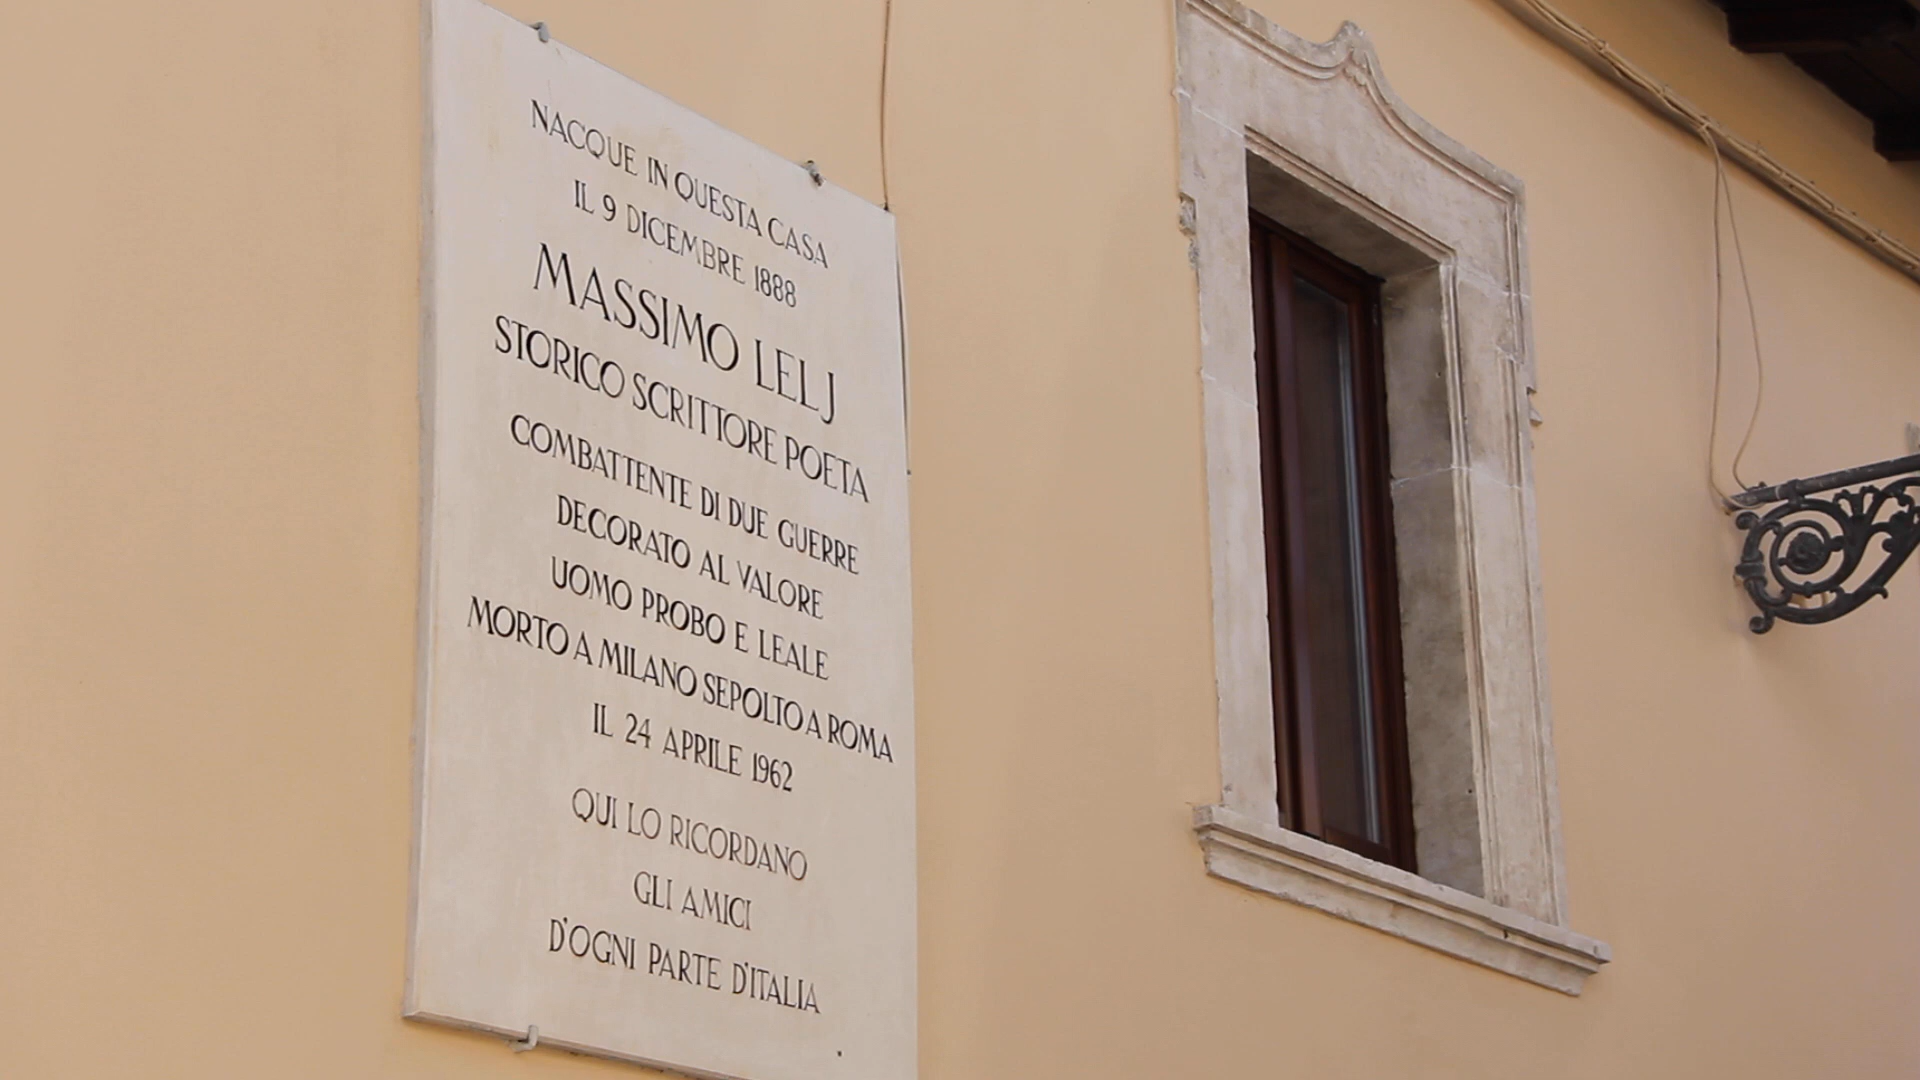 NACQUE IN QUESTA CASA
IL 9 DICEMBRE 1888
MASSIMO LELJ
STORICO SCRITTORE POETA
COMBATTENTE DI DUE GUERRE
DECORATO AL VALORE
UOMO PROBO E LEALE
MORTO A MILANO SEPOLTO A ROMA
IL 24 APRILE 1962
QUI LO RICORDANO
GLI AMICI
D'OGNI PARTE D'ITALIA